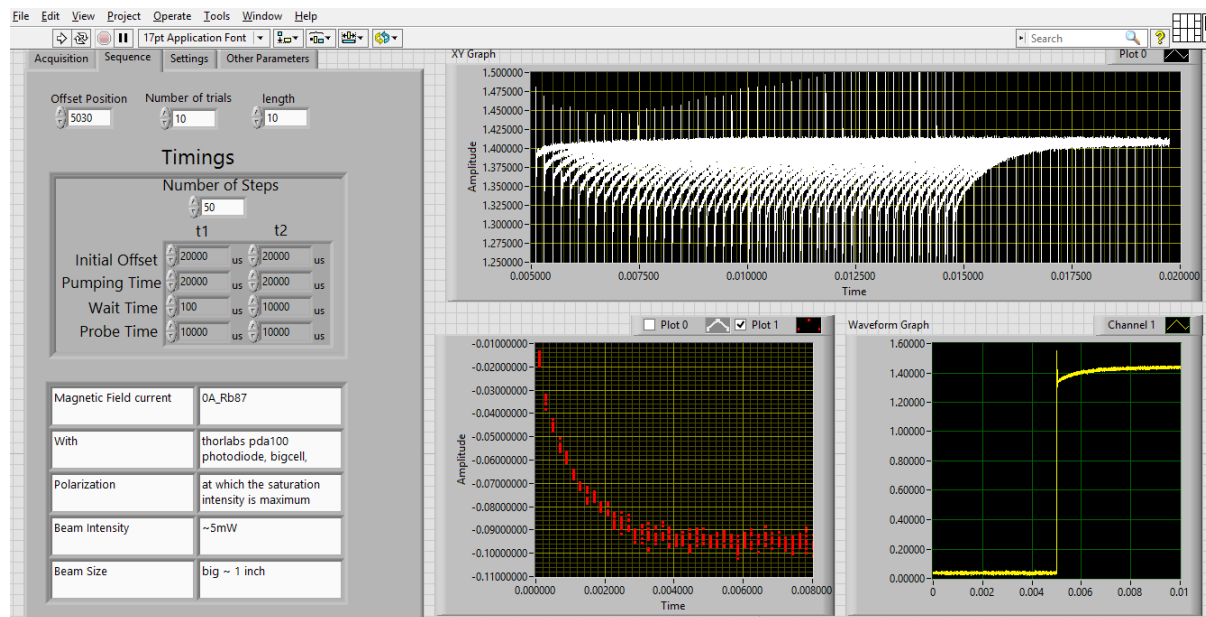 File Edit View Project Operate Tools Window Help
17pt Application Font
Search
Acquisition Sequence Settings Other Parameters
Offset Position Number of trials length
5030 10 10
Timings
Number of Steps
50
t1 t2
Initial Offset 20000 us 20000 us
Pumping Time 20000 us 20000 us
Wait Time 100 us 10000 us
Probe Time 10000 us 10000 us
Magnetic Field current 0A_Rb87
With thorlabs pda100
photodiode, bigcell,
Polarization at which the saturation
intensity is maximum
Beam Intensity ~5mW
Beam Size big ~ 1 inch
XY Graph Plot 0
Amplitude
1.500000
1.475000
1.450000
1.425000
1.400000
1.375000
1.350000
1.325000
1.300000
1.275000
1.250000
0.005000 0.007500 0.010000 0.012500 0.015000 0.017500 0.020000
Time
Plot 0 Plot 1
Amplitude
-0.01000000
-0.02000000
-0.03000000
-0.04000000
-0.05000000
-0.06000000
-0.07000000
-0.08000000
-0.09000000
-0.10000000
-0.11000000
0.000000 0.002000 0.004000 0.006000 0.008000
Time
Waveform Graph Channel 1
1.60000
1.40000
1.20000
1.00000
0.80000
0.60000
0.40000
0.20000
0.00000
0 0.002 0.004 0.006 0.008 0.01